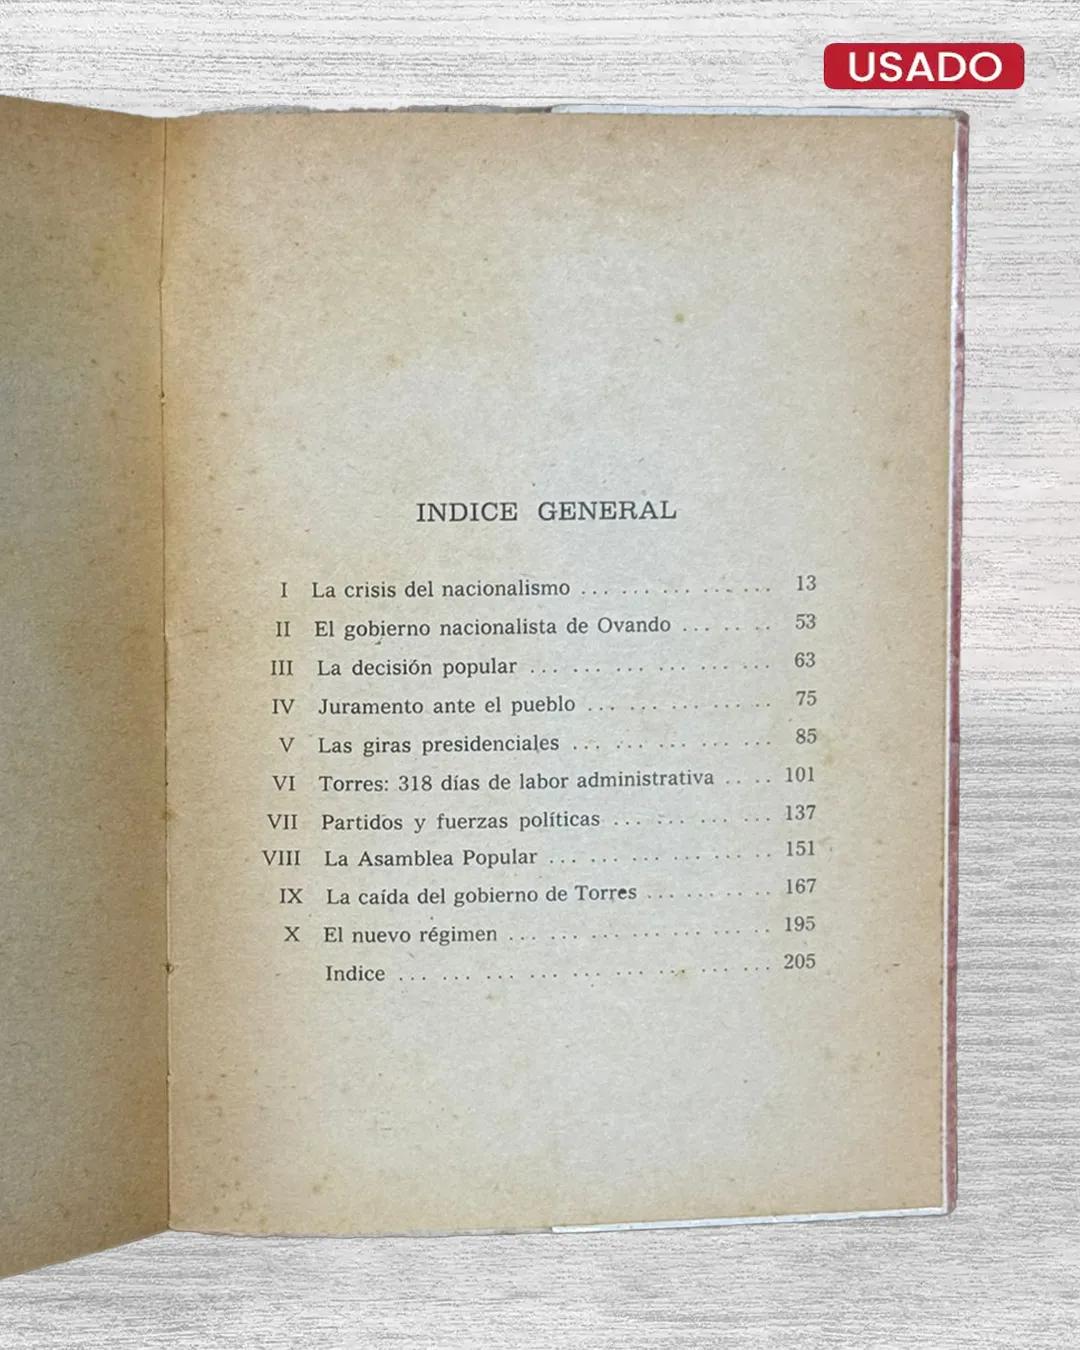 USADO
INDICE GENERAL
I La crisis del nacionalismo ... ... ... ... ... 13
II El gobierno nacionalista de Ovando ... ... .. 53
III La decisión popular ... ... ... ... ... ... 63
IV Juramento ante el pueblo ... ... ... ... ... 75
V Las giras presidenciales ... ... ... ... ... 85
VI Torres: 318 días de labor administrativa .. .. 101
VII Partidos y fuerzas políticas ... ... ... ... 137
VIII La Asamblea Popular ... ... ... ... ... .. 151
IX La caída del gobierno de Torres ... ... ... . 167
X El nuevo régimen ... ... ... ... ... ... .. 195
Indice ... ... ... ... ... ... ... ... ... 205